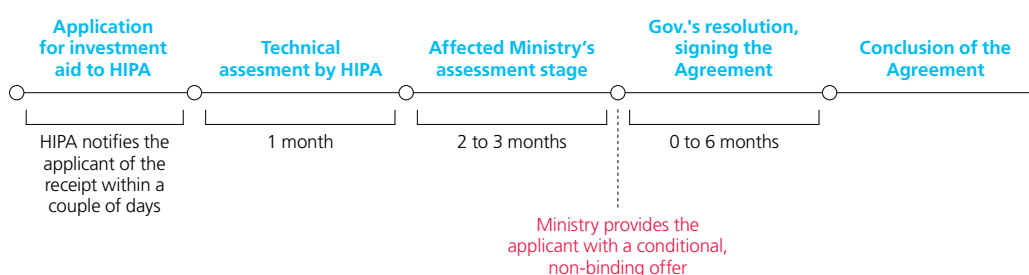 Application
for investment
aid to HIPA
Technical
assesment by HIPA
Affected Ministry’s
assessment stage
Gov.'s resolution,
signing the
Agreement
Conclusion of the
Agreement
HIPA notifies the
applicant of the
receipt within a
couple of days
1 month
2 to 3 months
0 to 6 months
Ministry provides the
applicant with a conditional,
non-binding offer